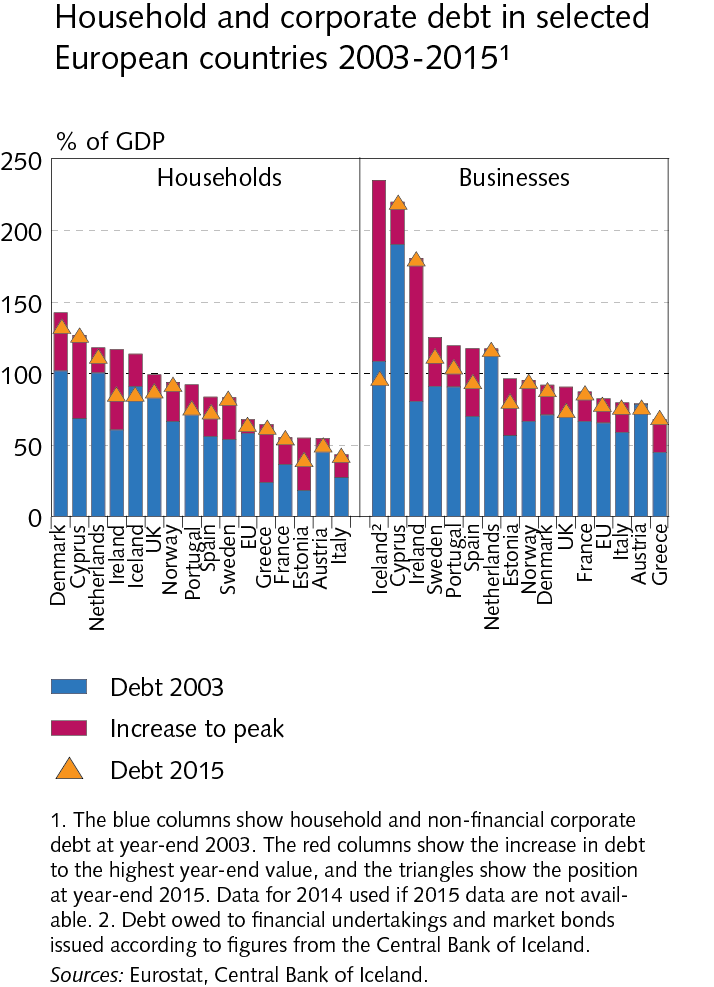 Household and corporate debt in selected
European countries 2003-2015¹
% of GDP
250
200
150
100
50
0
Households
Businesses
Denmark
Cyprus
Netherlands
Ireland
Iceland
UK
Norway
Portugal
Spain
Sweden
EU
Greece
France
Estonia
Austria
Italy
Iceland²
Cyprus
Ireland
Sweden
Portugal
Spain
Netherlands
Estonia
Norway
Denmark
UK
France
EU
Italy
Austria
Greece
Debt 2003
Increase to peak
Debt 2015
1. The blue columns show household and non-financial corporate
debt at year-end 2003. The red columns show the increase in debt
to the highest year-end value, and the triangles show the position
at year-end 2015. Data for 2014 used if 2015 data are not avail-
able. 2. Debt owed to financial undertakings and market bonds
issued according to figures from the Central Bank of Iceland.
Sources: Eurostat, Central Bank of Iceland.